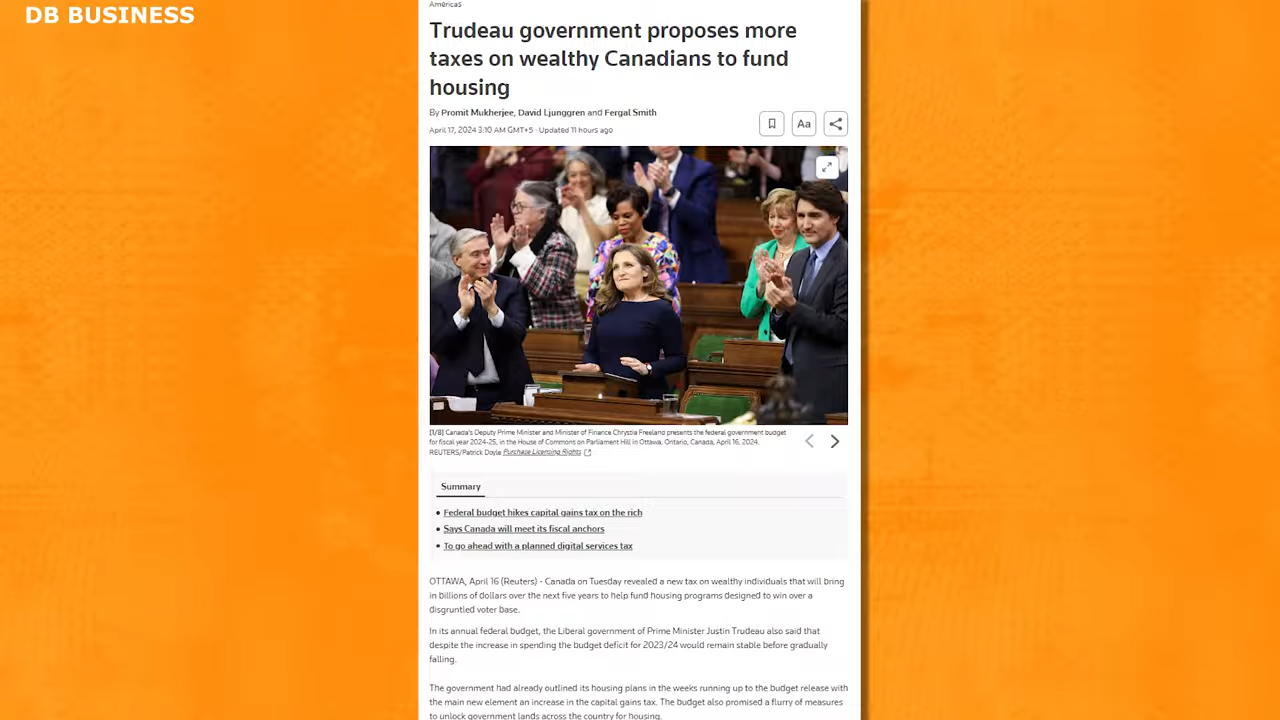 DB BUSINESS
Americas
Trudeau government proposes more
taxes on wealthy Canadians to fund
housing
By Promit Mukherjee, David Ljunggren and Fergal Smith
April 17, 2024 3:10 AM GMT+5 · Updated 11 hours ago
Aa
[1/8] Canada's Deputy Prime Minister and Minister of Finance Chrystia Freeland presents the federal government budget
for fiscal year 2024-25, in the House of Commons on Parliament Hill in Ottawa, Ontario, Canada, April 16, 2024.
REUTERS/Patrick Doyle Purchase Licensing Rights
Summary
• Federal budget hikes capital gains tax on the rich
• Says Canada will meet its fiscal anchors
• To go ahead with a planned digital services tax
OTTAWA, April 16 (Reuters) - Canada on Tuesday revealed a new tax on wealthy individuals that will bring
in billions of dollars over the next five years to help fund housing programs designed to win over a
disgruntled voter base.
In its annual federal budget, the Liberal government of Prime Minister Justin Trudeau also said that
despite the increase in spending the budget deficit for 2023/24 would remain stable before gradually
falling.
The government had already outlined its housing plans in the weeks running up to the budget release with
the main new element an increase in the capital gains tax. The budget also promised a flurry of measures
to unlock government lands across the country for housing.